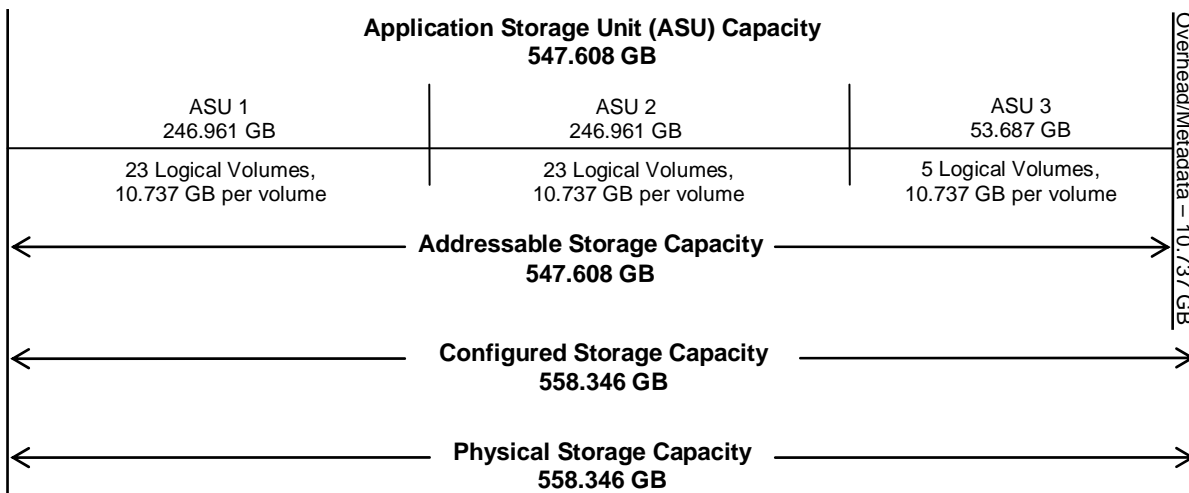 Application Storage Unit (ASU) Capacity
547.608 GB
ASU 1
246.961 GB
ASU 2
246.961 GB
ASU 3
53.687 GB
23 Logical Volumes,
10.737 GB per volume
23 Logical Volumes,
10.737 GB per volume
5 Logical Volumes,
10.737 GB per volume
Overhead/Metadata – 10.737 GB
Addressable Storage Capacity
547.608 GB
Configured Storage Capacity
558.346 GB
Physical Storage Capacity
558.346 GB